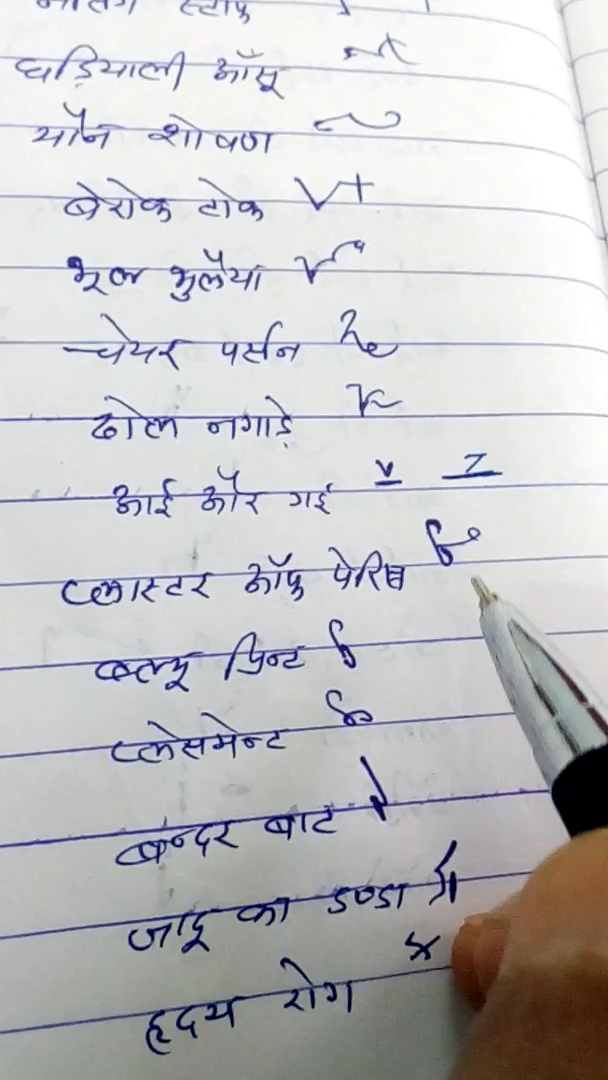 स्टाफ
घड़ियाली आँसू
यौन शोषण
बेरोक टोक
भूल भुलैया
चेयर पर्सन
ढोल नगाड़े
आई और गई
प्लास्टर ऑफ पेरिस
ब्लू प्रिन्ट
प्लेसमेन्ट
बन्दर बाट
जादू का डण्डा
हृदय रोग